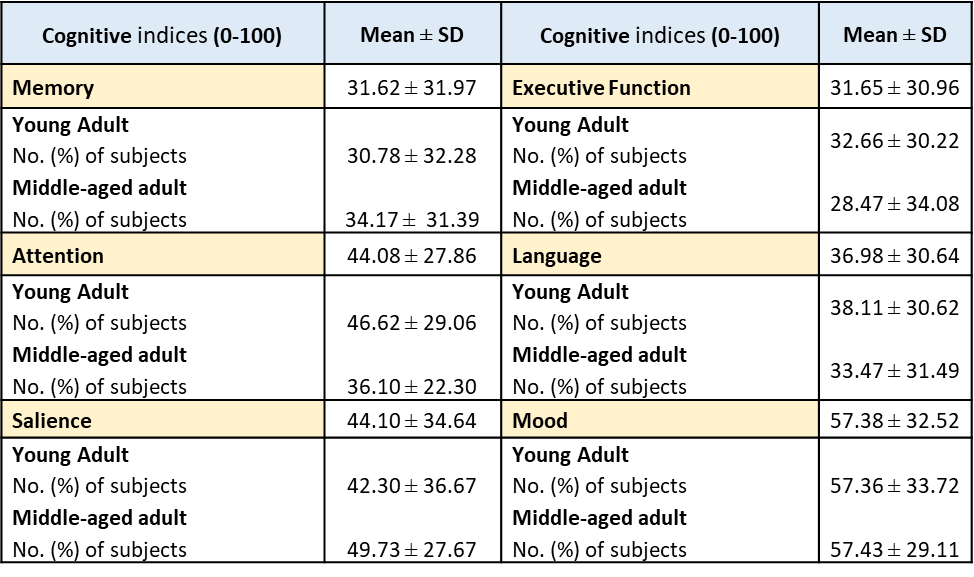 Cognitive indices (0-100) Mean ± SD Cognitive indices (0-100) Mean ± SD
Memory 31.62 ± 31.97 Executive Function 31.65 ± 30.96
Young Adult Young Adult
32.66 ± 30.22
No. (%) of subjects 30.78 ± 32.28 No. (%) of subjects
Middle-aged adult Middle-aged adult
28.47 ± 34.08
No. (%) of subjects 34.17 ± 31.39 No. (%) of subjects
Attention 44.08 ± 27.86 Language 36.98 ± 30.64
Young Adult Young Adult
38.11 ± 30.62
No. (%) of subjects 46.62 ± 29.06 No. (%) of subjects
Middle-aged adult Middle-aged adult
33.47 ± 31.49
No. (%) of subjects 36.10 ± 22.30 No. (%) of subjects
Salience 44.10 ± 34.64 Mood 57.38 ± 32.52
Young Adult Young Adult
No. (%) of subjects 42.30 ± 36.67 No. (%) of subjects 57.36 ± 33.72
Middle-aged adult Middle-aged adult
No. (%) of subjects 49.73 ± 27.67 No. (%) of subjects 57.43 ± 29.11